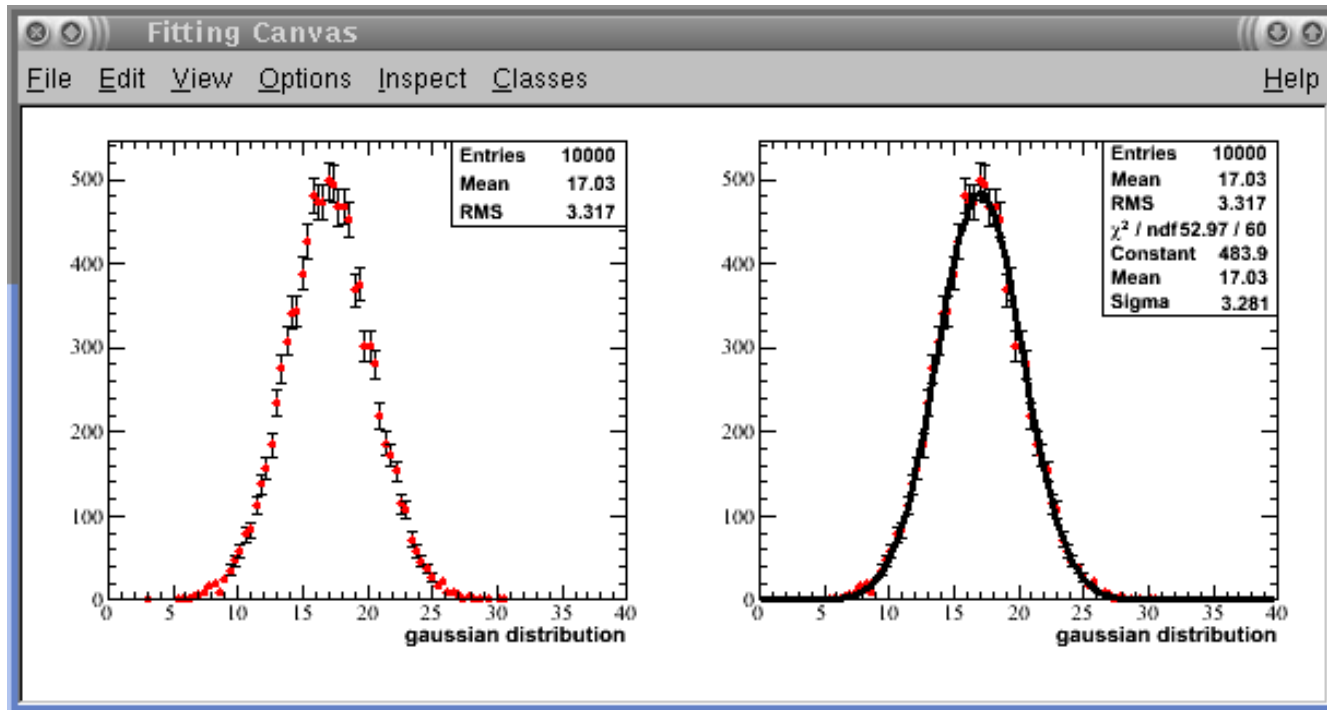 Fitting Canvas
File Edit View Options Inspect Classes Help
Entries 10000
Mean 17.03
RMS 3.317
500
400
300
200
100
0
0 5 10 15 20 25 30 35 40
gaussian distribution
Entries 10000
Mean 17.03
RMS 3.317
χ² / ndf 52.97 / 60
Constant 483.9
Mean 17.03
Sigma 3.281
500
400
300
200
100
0
0 5 10 15 20 25 30 35 40
gaussian distribution